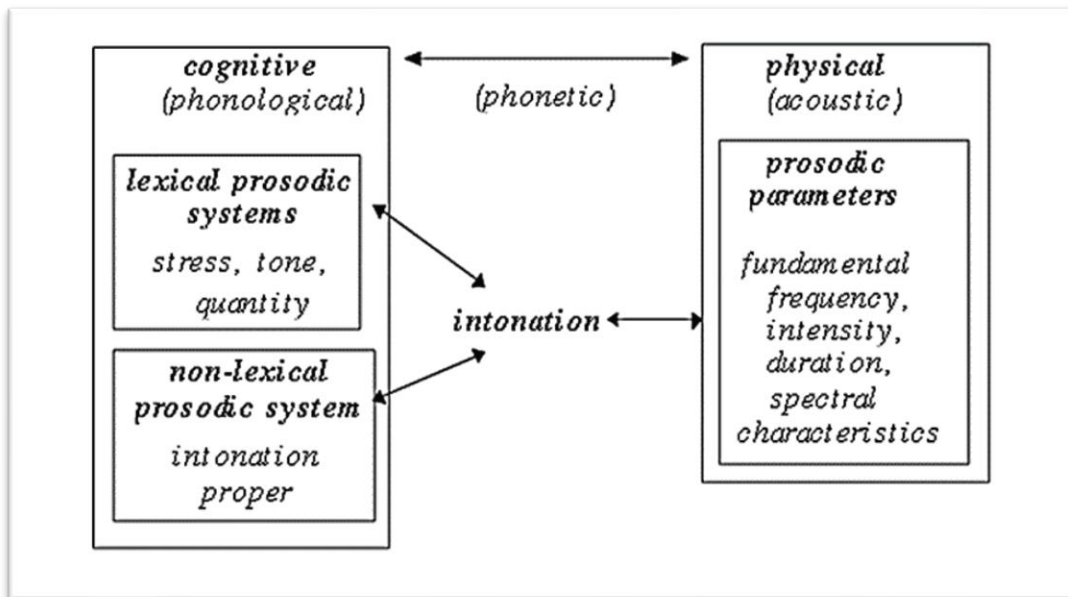 cognitive
(phonological)
lexical prosodic
systems
stress, tone,
quantity
non-lexical
prosodic system
intonation
proper
(phonetic)
intonation
physical
(acoustic)
prosodic
parameters
fundamental
frequency,
intensity,
duration,
spectral
characteristics